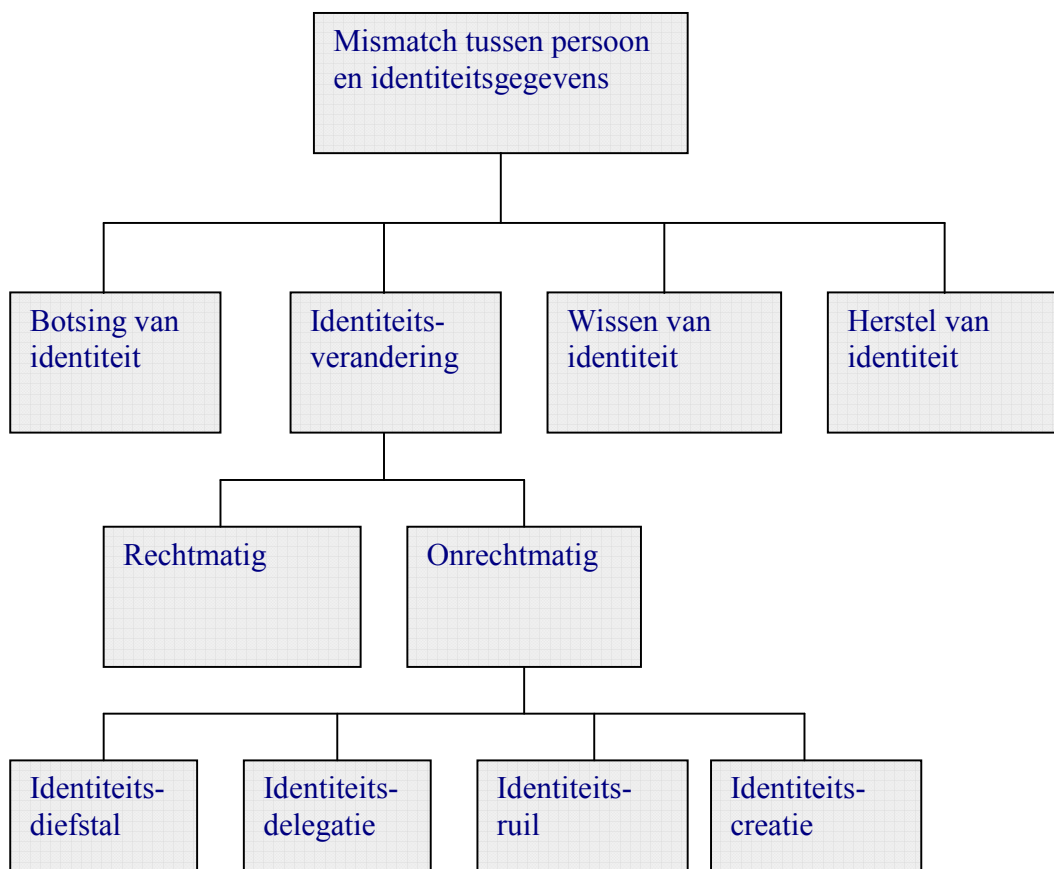 Mismatch tussen persoon
en identiteitsgegevens
Botsing van
identiteit
Identiteits-
verandering
Wissen van
identiteit
Herstel van
identiteit
Rechtmatig
Onrechtmatig
Identiteits-
diefstal
Identiteits-
delegatie
Identiteits-
ruil
Identiteits-
creatie